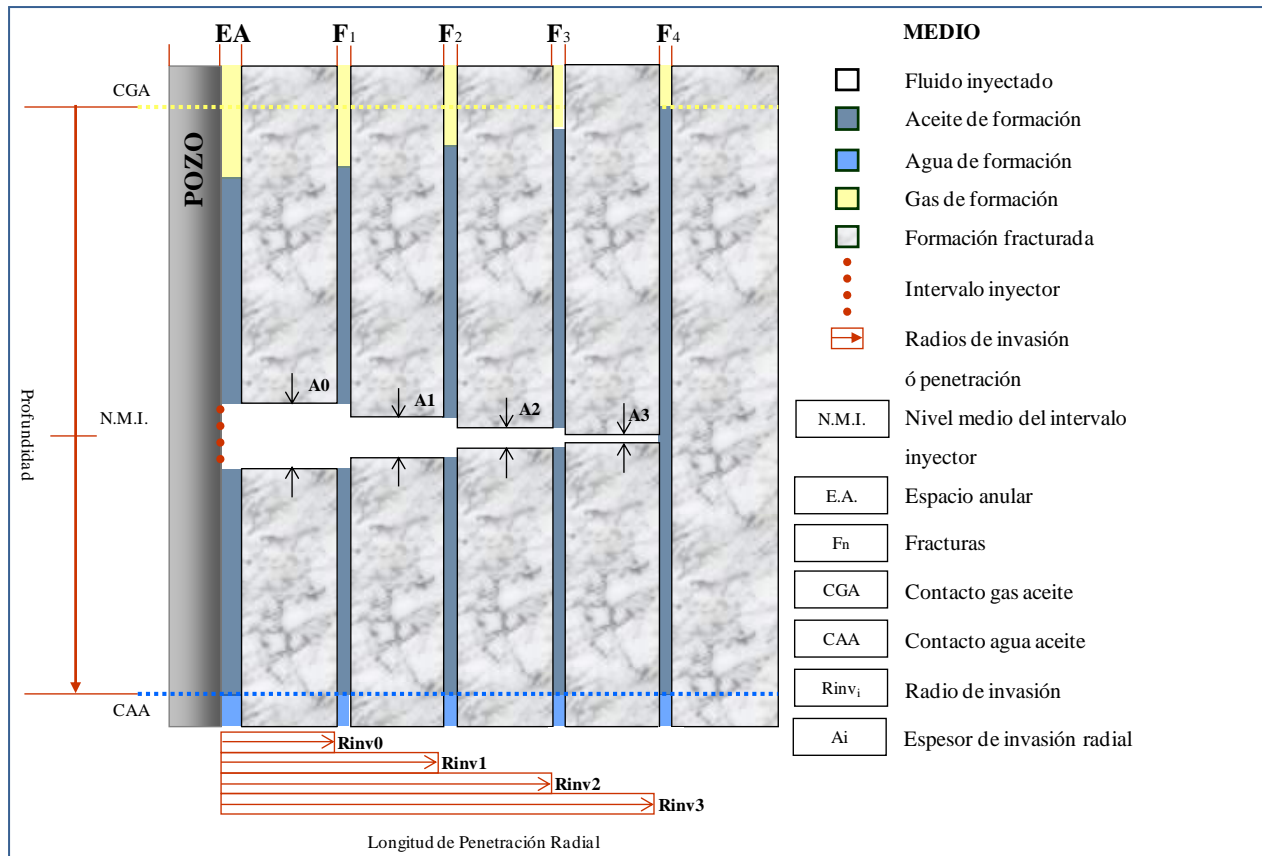 EA F1 F2 F3 F4
CGA
POZO
A0
A1
A2
A3
N.M.I.
Profundidad
CAA
Rinv0
Rinv1
Rinv2
Rinv3
Longitud de Penetración Radial
MEDIO
Fluido inyectado
Aceite de formación
Agua de formación
Gas de formación
Formación fracturada
Intervalo inyector
Radios de invasión
ó penetración
N.M.I. Nivel medio del intervalo
inyector
E.A. Espacio anular
Fn Fracturas
CGA Contacto gas aceite
CAA Contacto agua aceite
Rinvi Radio de invasión
Ai Espesor de invasión radial